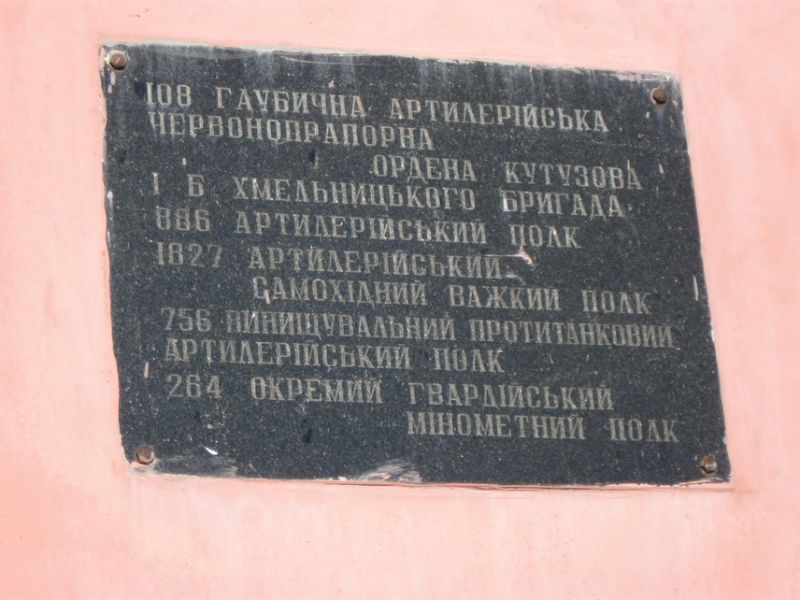 108 ГАУБИЧНА АРТИЛЕРІЙСЬКА
ЧЕРВОНОПРАПОРНА
ОРДЕНА КУТУЗОВА
І Б ХМЕЛЬНИЦЬКОГО БРИГАДА
886 АРТИЛЕРІЙСЬКИЙ ПОЛК
1827 АРТИЛЕРІЙСЬКИЙ
САМОХІДНИЙ ВАЖКИЙ ПОЛК
756 ВИНИЩУВАЛЬНИЙ ПРОТИТАНКОВИЙ
АРТИЛЕРІЙСЬКИЙ ПОЛК
264 ОКРЕМИЙ ГВАРДІЙСЬКИЙ
МІНОМЕТНИЙ ПОЛК